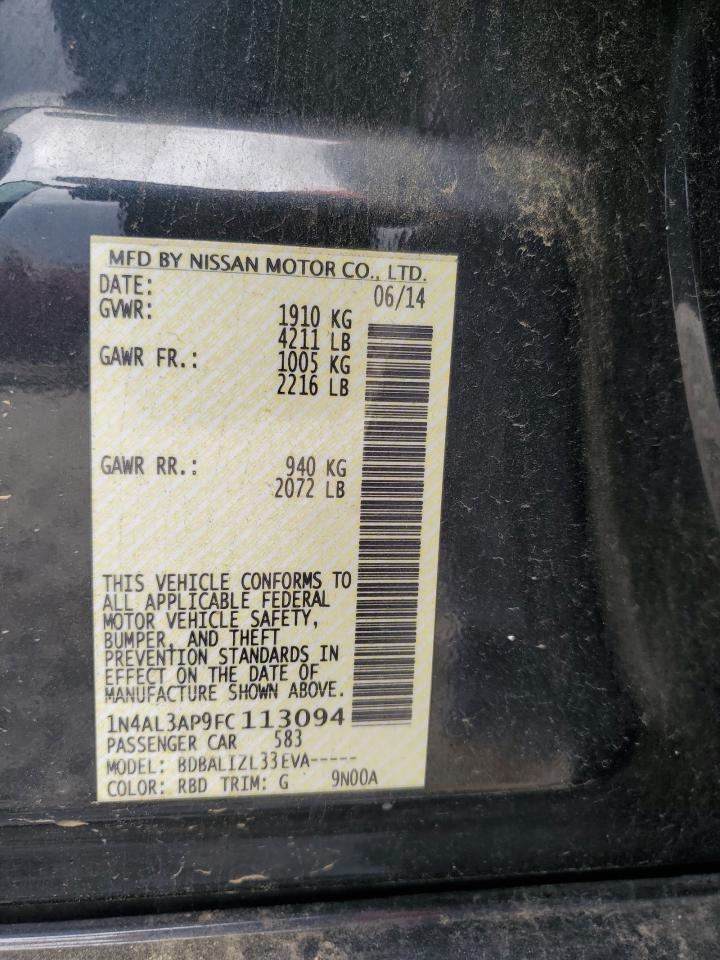 MFD BY NISSAN MOTOR CO., LTD.
DATE: 06/14
GVWR: 1910 KG
4211 LB
GAWR FR.: 1005 KG
2216 LB
GAWR RR.: 940 KG
2072 LB
THIS VEHICLE CONFORMS TO
ALL APPLICABLE FEDERAL
MOTOR VEHICLE SAFETY,
BUMPER, AND THEFT
PREVENTION STANDARDS IN
EFFECT ON THE DATE OF
MANUFACTURE SHOWN ABOVE.
1N4AL3AP9FC113094
PASSENGER CAR 583
MODEL: BDBALIZL33EVA-----
COLOR: RBD TRIM: G 9N00A